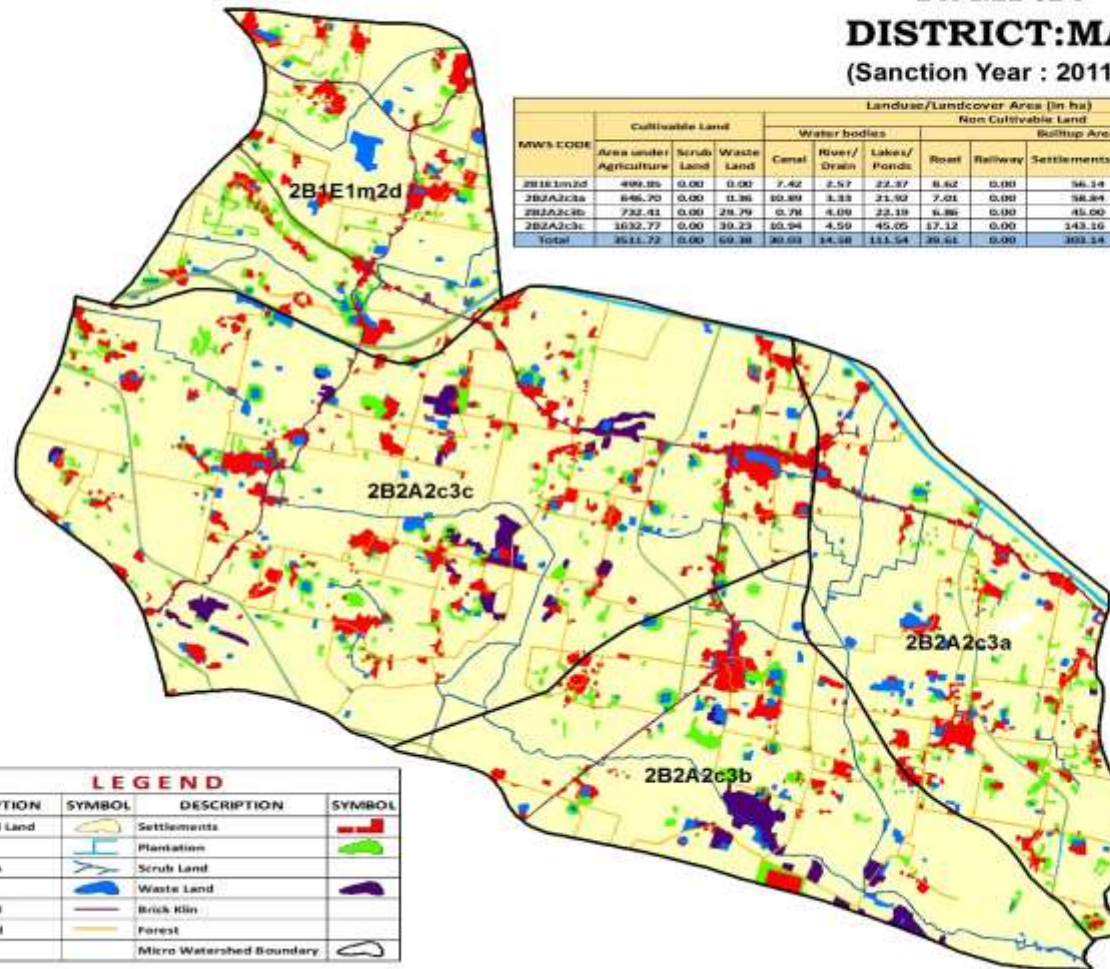 DISTRICT:MA
(Sanction Year : 2011
Landuse/Landcover Area (in ha)
MWS CODE Cultivable Land Non Cultivable Land
Water bodies Builtup Are
Area under Agriculture Scrub Land Waste Land Canal River/ Drain Lakes/ Ponds Road Railway Settlements
2B1E1m2d 499.85 0.00 0.00 7.42 2.57 22.37 8.62 0.00 56.14
2B2A2c3a 646.70 0.00 0.36 10.89 3.33 21.92 7.01 0.00 58.84
2B2A2c3b 732.41 0.00 29.79 0.78 4.09 22.19 6.86 0.00 45.00
2B2A2c3c 1632.77 0.00 39.23 10.94 4.59 45.05 17.12 0.00 143.16
Total 3511.72 0.00 69.38 30.03 14.58 111.54 39.61 0.00 303.14
2B1E1m2d
2B2A2c3c
2B2A2c3a
2B2A2c3b
LEGEND
PTION SYMBOL DESCRIPTION SYMBOL
l Land Settlements
Plantation
Scrub Land
Waste Land
Brick Klin
Forest
Micro Watershed Boundary